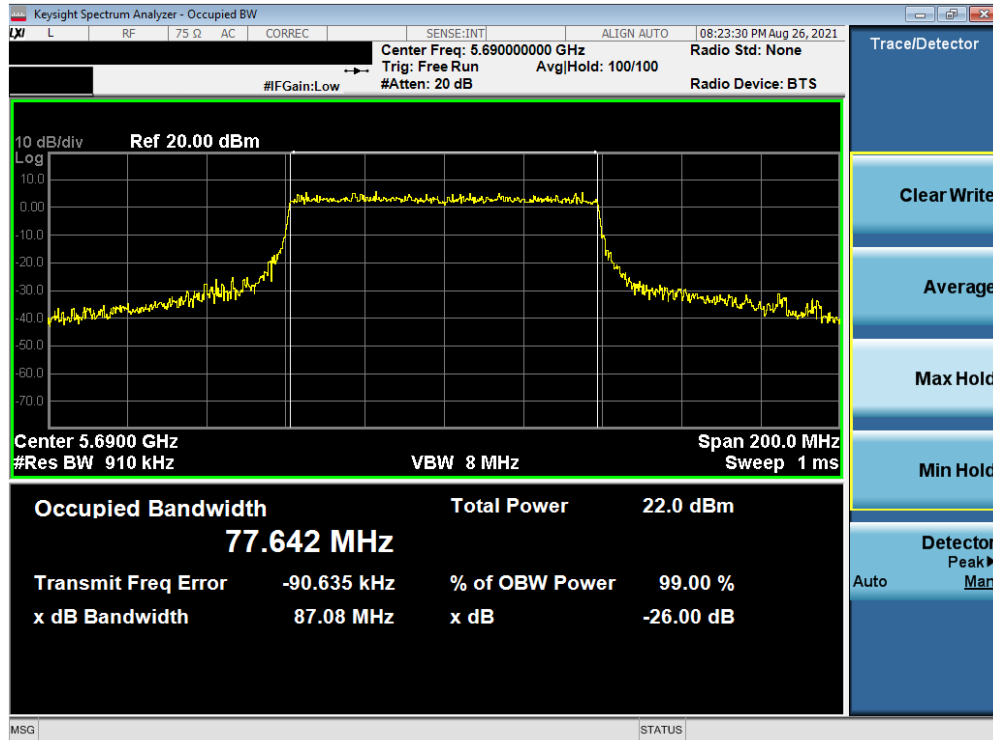 Keysight Spectrum Analyzer - Occupied BW
LXI L RF 75 Ω AC CORREC SENSE:INT ALIGN AUTO 08:23:30 PM Aug 26, 2021
Center Freq: 5.690000000 GHz Radio Std: None
Trig: Free Run Avg|Hold: 100/100
#IFGain:Low #Atten: 20 dB Radio Device: BTS
10 dB/div Ref 20.00 dBm
Log
10.0
0.00
-10.0
-20.0
-30.0
-40.0
-50.0
-60.0
-70.0
Center 5.6900 GHz Span 200.0 MHz
#Res BW 910 kHz VBW 8 MHz Sweep 1 ms
Occupied Bandwidth Total Power 22.0 dBm
77.642 MHz
Transmit Freq Error -90.635 kHz % of OBW Power 99.00 %
x dB Bandwidth 87.08 MHz x dB -26.00 dB
MSG STATUS
Trace/Detector
Clear Write
Average
Max Hold
Min Hold
Detector
Peak▶
Auto Man